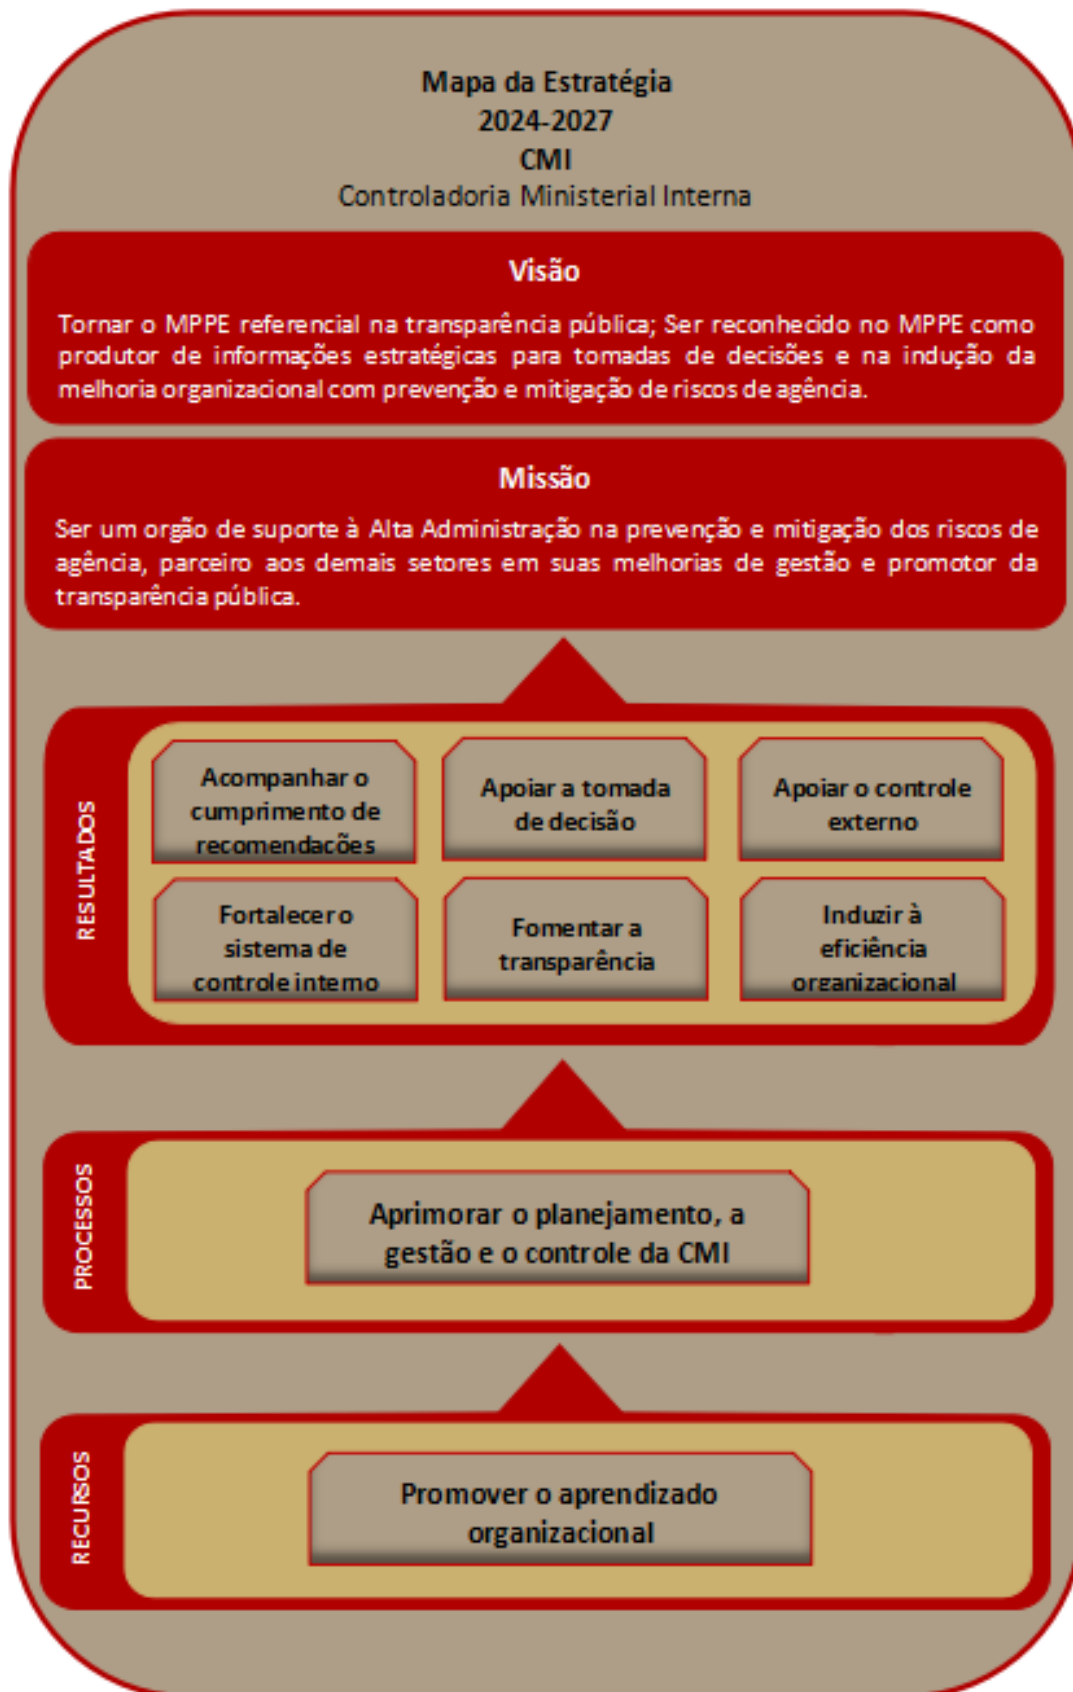 Mapa da Estratégia
2024-2027
CMI
Controladoria Ministerial Interna
Visão
Tornar o MPPE referencial na transparência pública; Ser reconhecido no MPPE como
produtor de informações estratégicas para tomadas de decisões e na indução da
melhoria organizacional com prevenção e mitigação de riscos de agência.
Missão
Ser um orgão de suporte à Alta Administração na prevenção e mitigação dos riscos de
agência, parceiro aos demais setores em suas melhorias de gestão e promotor da
transparência pública.
RESULTADOS
Acompanhar o
cumprimento de
recomendações
Apoiar a tomada
de decisão
Apoiar o controle
externo
Fortalecer o
sistema de
controle interno
Fomentar a
transparência
Induzir à
eficiência
organizacional
PROCESSOS
Aprimorar o planejamento, a
gestão e o controle da CMI
RECURSOS
Promover o aprendizado
organizacional